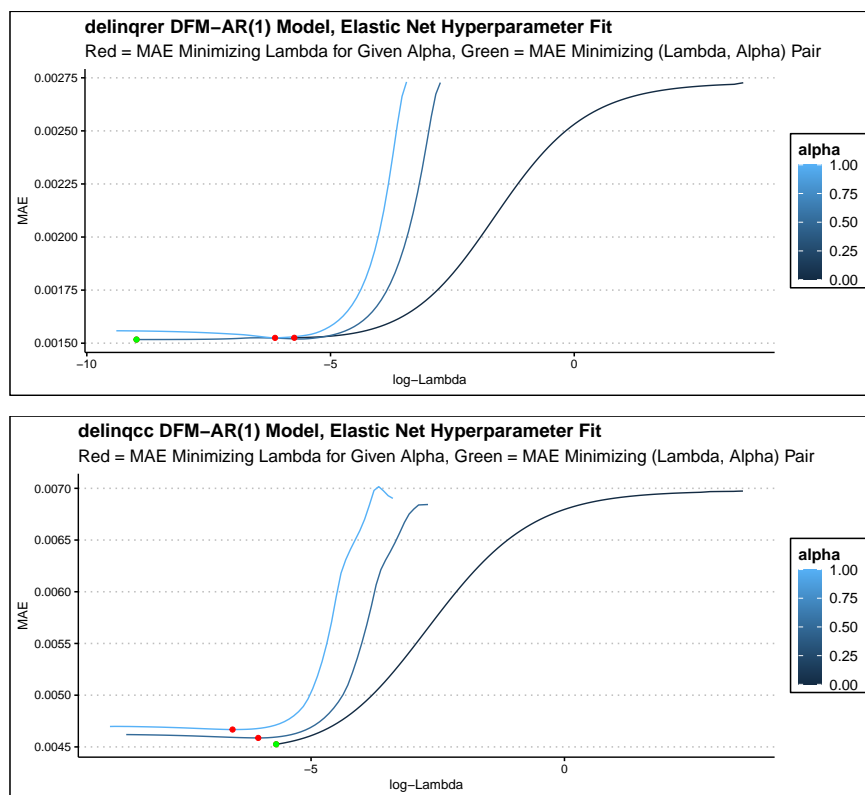 delinqrer DFM−AR(1) Model, Elastic Net Hyperparameter Fit
Red = MAE Minimizing Lambda for Given Alpha, Green = MAE Minimizing (Lambda, Alpha) Pair
0.00275
0.00250
0.00225
0.00200
0.00175
0.00150
MAE
−10
−5
0
log−Lambda
alpha
1.00
0.75
0.50
0.25
0.00
delinqcc DFM−AR(1) Model, Elastic Net Hyperparameter Fit
Red = MAE Minimizing Lambda for Given Alpha, Green = MAE Minimizing (Lambda, Alpha) Pair
0.0070
0.0065
0.0060
0.0055
0.0050
0.0045
MAE
−5
0
log−Lambda
alpha
1.00
0.75
0.50
0.25
0.00